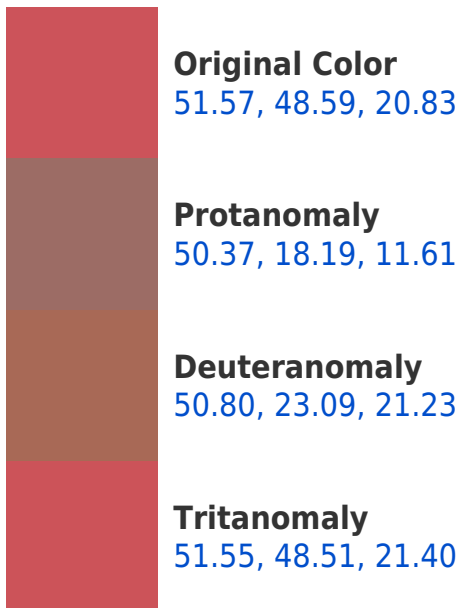 Original Color
51.57, 48.59, 20.83
Protanomaly
50.37, 18.19, 11.61
Deuteranomaly
50.80, 23.09, 21.23
Tritanomaly
51.55, 48.51, 21.40